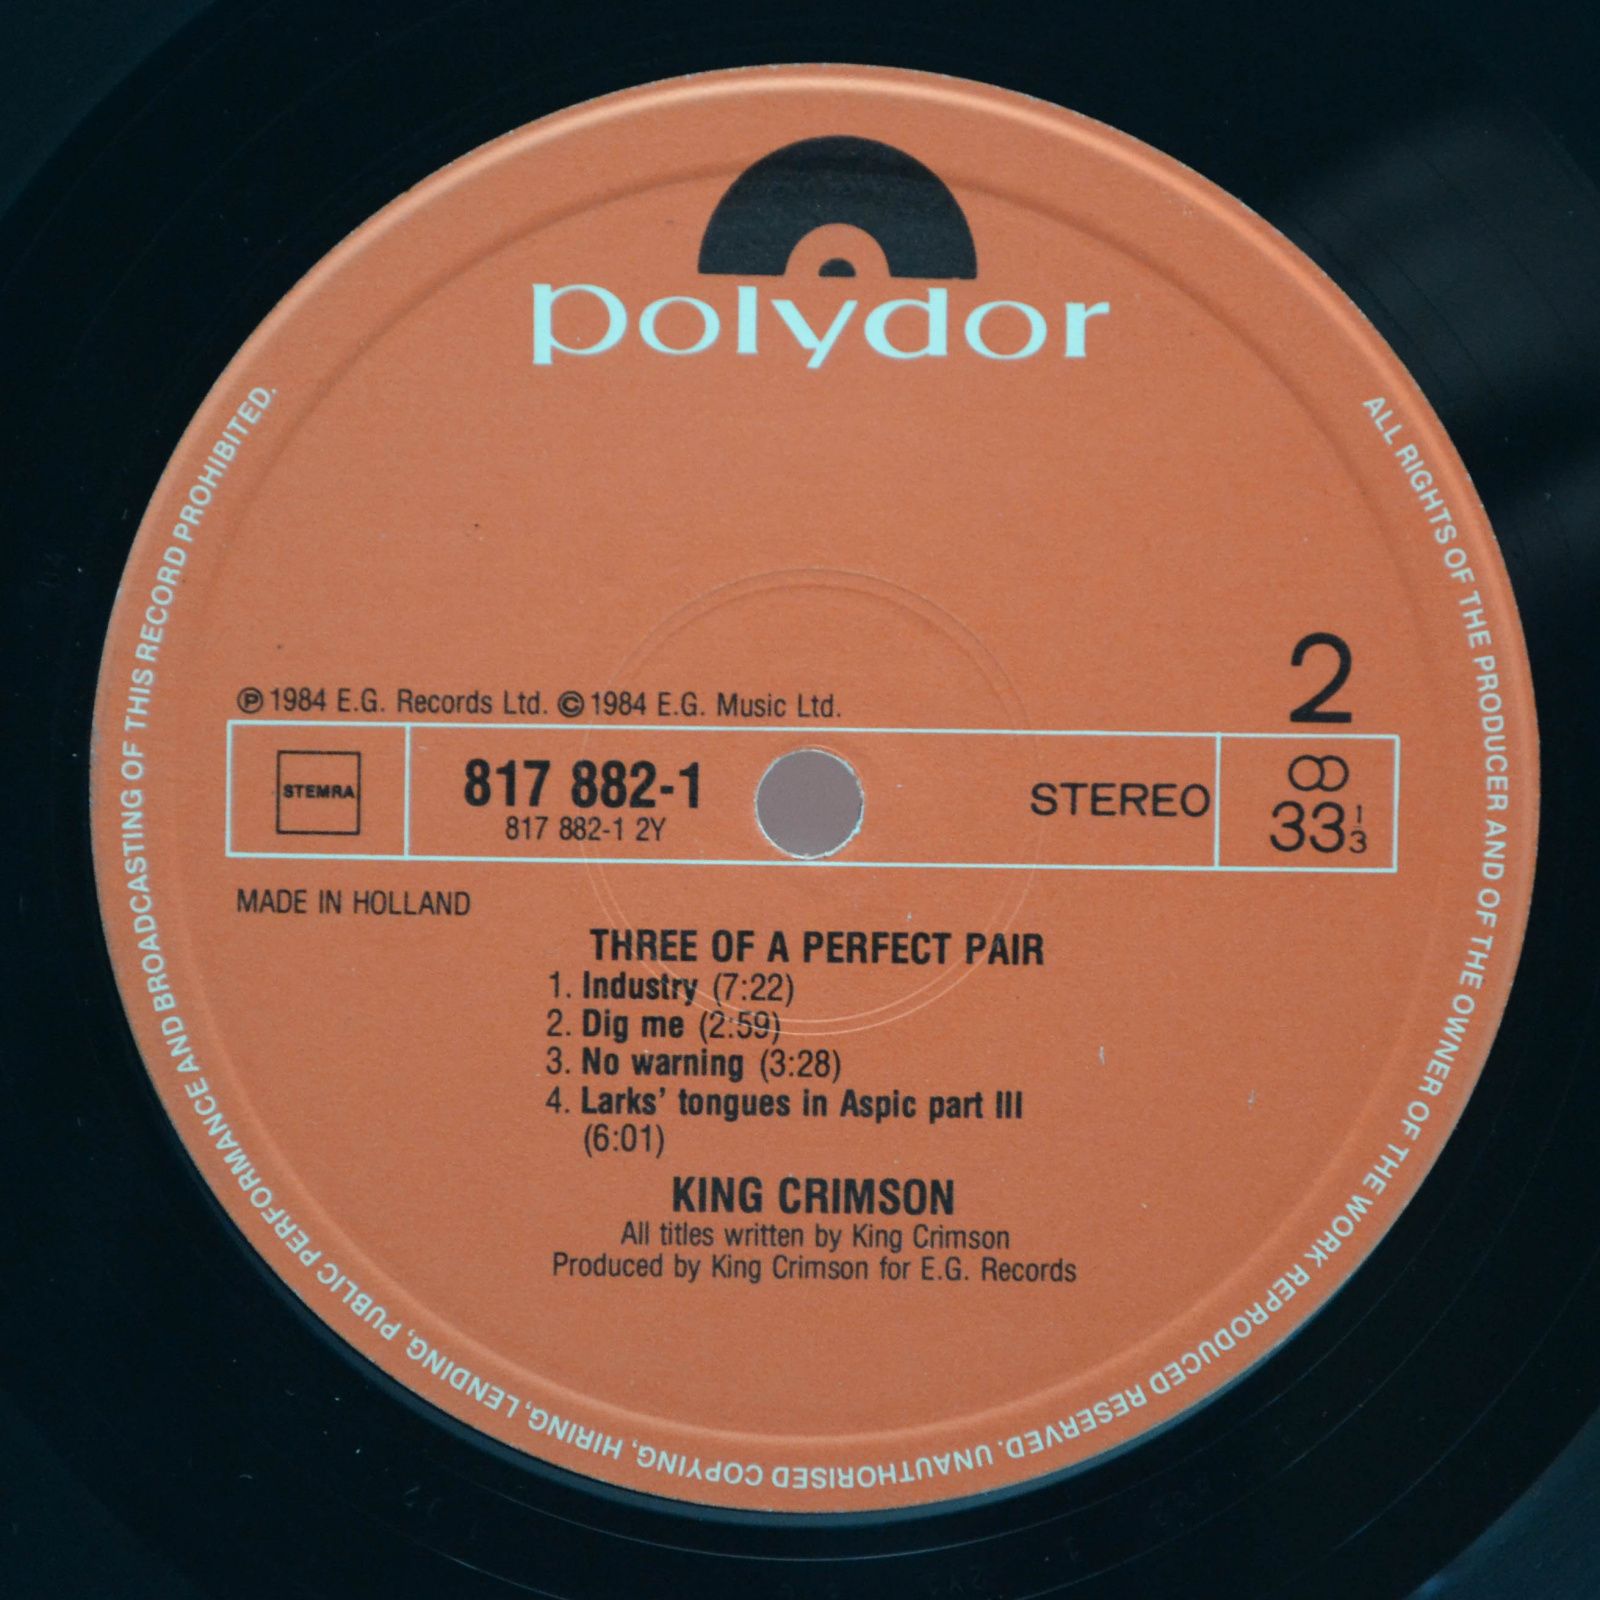 polydor
ALL RIGHTS OF THE PRODUCER AND OF THE OWNER OF THE WORK REPRODUCED RESERVED. UNAUTHORISED COPYING, HIRING, LENDING, PUBLIC PERFORMANCE AND BROADCASTING OF THIS RECORD PROHIBITED.
2
℗ 1984 E.G. Records Ltd. © 1984 E.G. Music Ltd.
STEMRA
817 882-1
817 882-1 2Y
STEREO
33 1/3
MADE IN HOLLAND
THREE OF A PERFECT PAIR
1. Industry (7:22)
2. Dig me (2:59)
3. No warning (3:28)
4. Larks' tongues in Aspic part III
(6:01)
KING CRIMSON
All titles written by King Crimson
Produced by King Crimson for E.G. Records